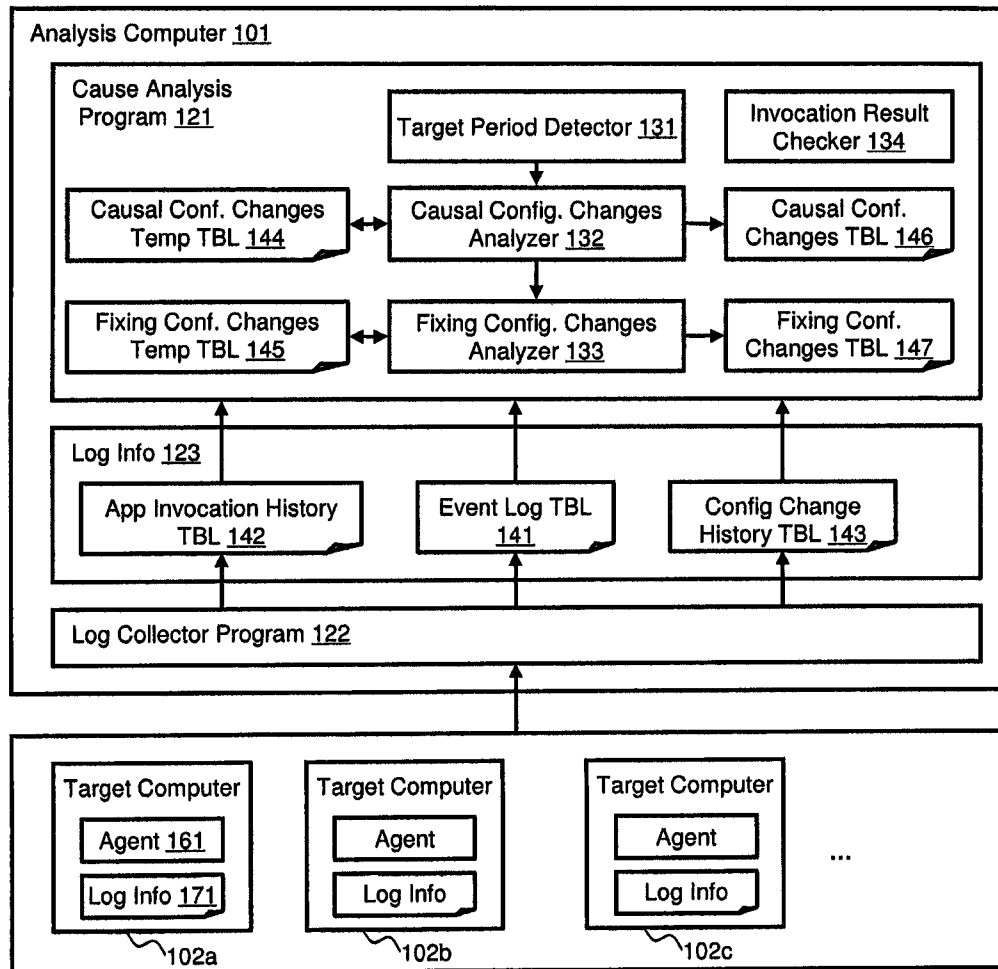 Analysis Computer 101
Cause Analysis
Program 121
Target Period Detector 131
Invocation Result
Checker 134
Causal Conf. Changes
Temp TBL 144
Causal Config. Changes
Analyzer 132
Causal Conf.
Changes TBL 146
Fixing Conf. Changes
Temp TBL 145
Fixing Config. Changes
Analyzer 133
Fixing Conf.
Changes TBL 147
Log Info 123
App Invocation History
TBL 142
Event Log TBL
141
Config Change
History TBL 143
Log Collector Program 122
Target Computer
Agent 161
Log Info 171
102a
Target Computer
Agent
Log Info
102b
Target Computer
Agent
Log Info
102c
...